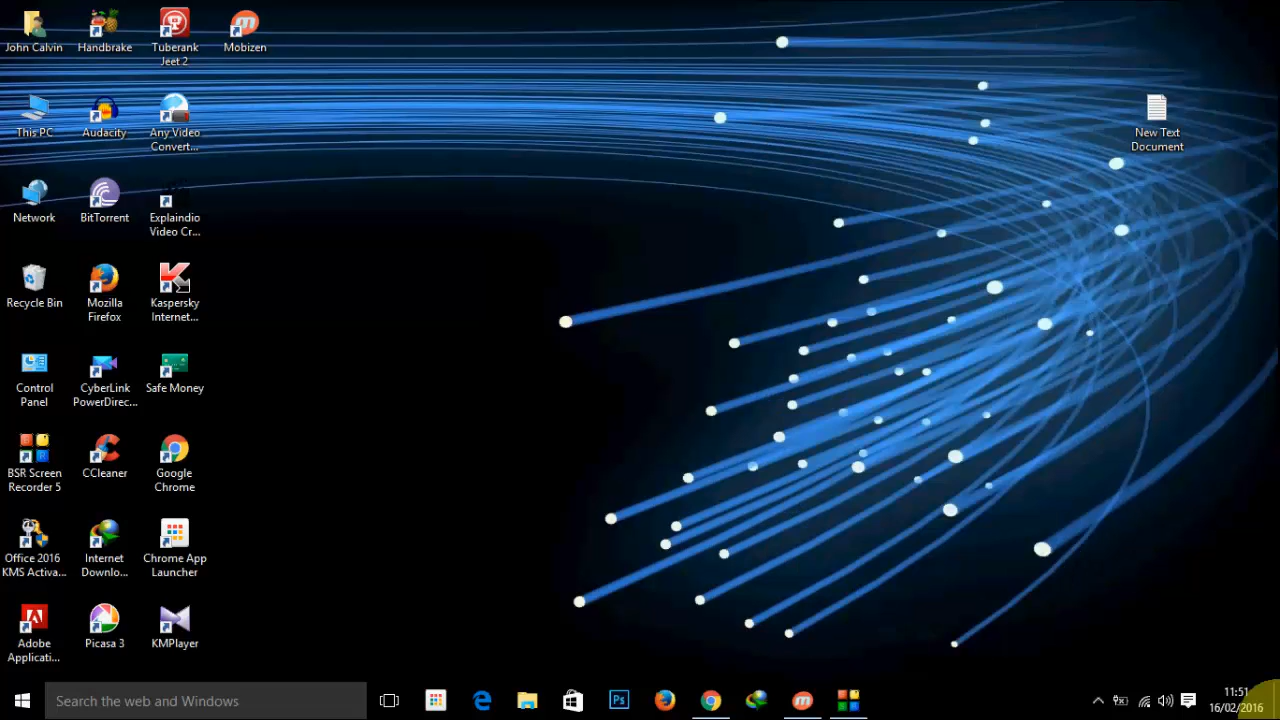 John Calvin
Handbrake
Tuberank
Jeet 2
Mobizen
This PC
Audacity
Any Video
Convert...
New Text
Document
Network
BitTorrent
Explaindio
Video Cr...
Recycle Bin
Mozilla
Firefox
Kaspersky
Internet...
Control
Panel
CyberLink
PowerDirec...
Safe Money
BSR Screen
Recorder 5
CCleaner
Google
Chrome
Office 2016
KMS Activa...
Internet
Downlo...
Chrome App
Launcher
Adobe
Applicati...
Picasa 3
KMPlayer
Search the web and Windows
Ps
11:51
16/02/2016